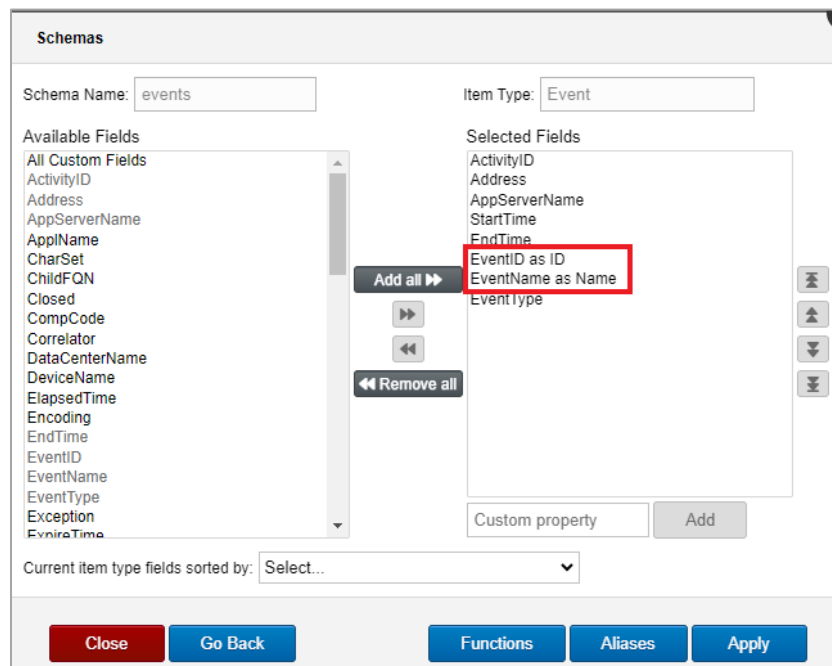 Schemas
Schema Name: events
Item Type: Event
Available Fields
All Custom Fields
ActivityID
Address
AppServerName
ApplName
CharSet
ChildFQN
Closed
CompCode
Correlator
DataCenterName
DeviceName
ElapsedTime
Encoding
EndTime
EventID
EventName
EventType
Exception
ExpireTime
Add all
Remove all
Selected Fields
ActivityID
Address
AppServerName
StartTime
EndTime
EventID as ID
EventName as Name
EventType
Custom property
Add
Current item type fields sorted by: Select...
Close
Go Back
Functions
Aliases
Apply